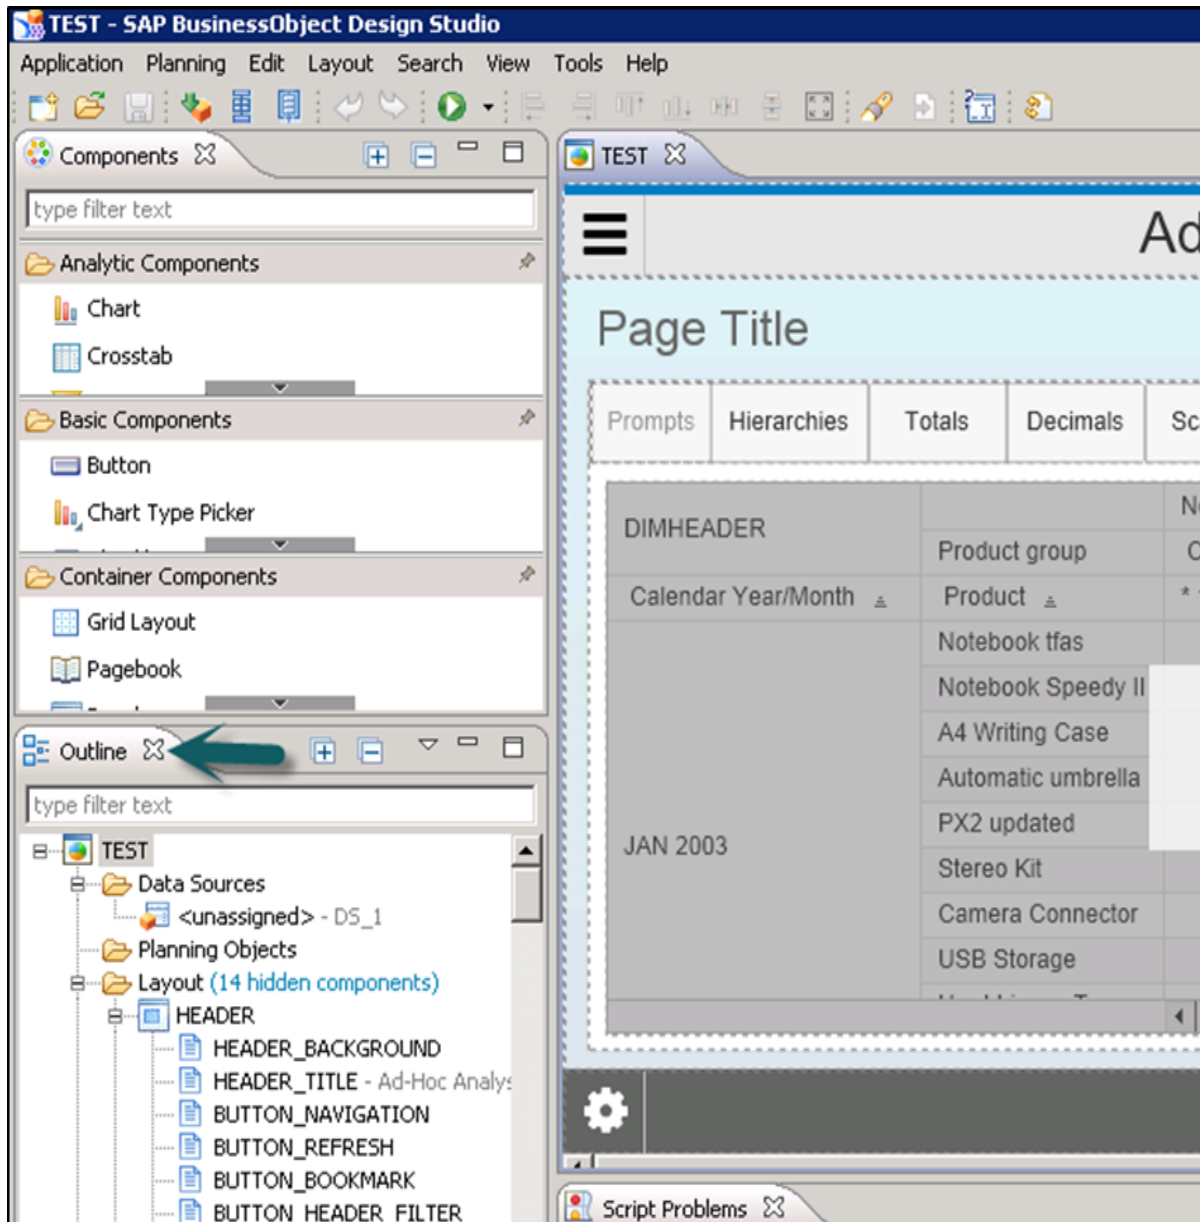 TEST - SAP BusinessObject Design Studio
Application Planning Edit Layout Search View Tools Help
Components
type filter text
Analytic Components
Chart
Crosstab
Basic Components
Button
Chart Type Picker
Container Components
Grid Layout
Pagebook
Outline
type filter text
TEST
Data Sources
<unassigned> - DS_1
Planning Objects
Layout (14 hidden components)
HEADER
HEADER_BACKGROUND
HEADER_TITLE - Ad-Hoc Analys
BUTTON_NAVIGATION
BUTTON_REFRESH
BUTTON_BOOKMARK
BUTTON_HEADER_FILTER
TEST
Ad
Page Title
Prompts Hierarchies Totals Decimals Sc
DIMHEADER
Product group
Calendar Year/Month Product *
JAN 2003
Notebook tfas
Notebook Speedy II
A4 Writing Case
Automatic umbrella
PX2 updated
Stereo Kit
Camera Connector
USB Storage
Script Problems